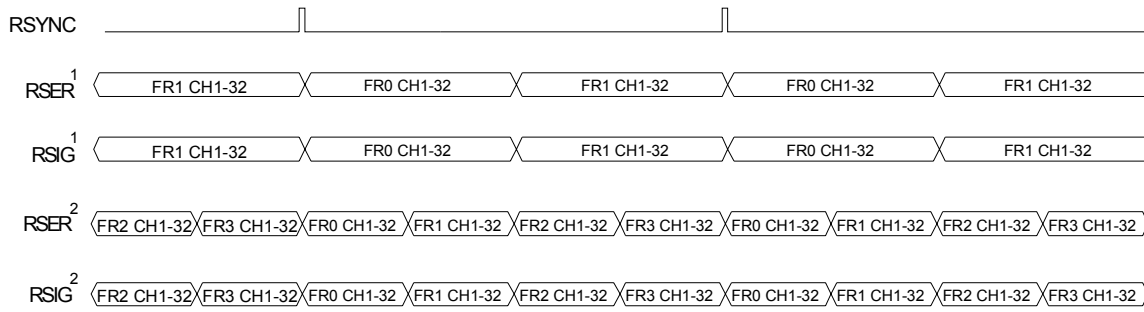 RSYNC
RSER1 FR1 CH1-32 FR0 CH1-32 FR1 CH1-32 FR0 CH1-32 FR1 CH1-32
RSIG1 FR1 CH1-32 FR0 CH1-32 FR1 CH1-32 FR0 CH1-32 FR1 CH1-32
RSER2 FR2 CH1-32 FR3 CH1-32 FR0 CH1-32 FR1 CH1-32 FR2 CH1-32 FR3 CH1-32 FR0 CH1-32 FR1 CH1-32 FR2 CH1-32 FR3 CH1-32
RSIG2 FR2 CH1-32 FR3 CH1-32 FR0 CH1-32 FR1 CH1-32 FR2 CH1-32 FR3 CH1-32 FR0 CH1-32 FR1 CH1-32 FR2 CH1-32 FR3 CH1-32